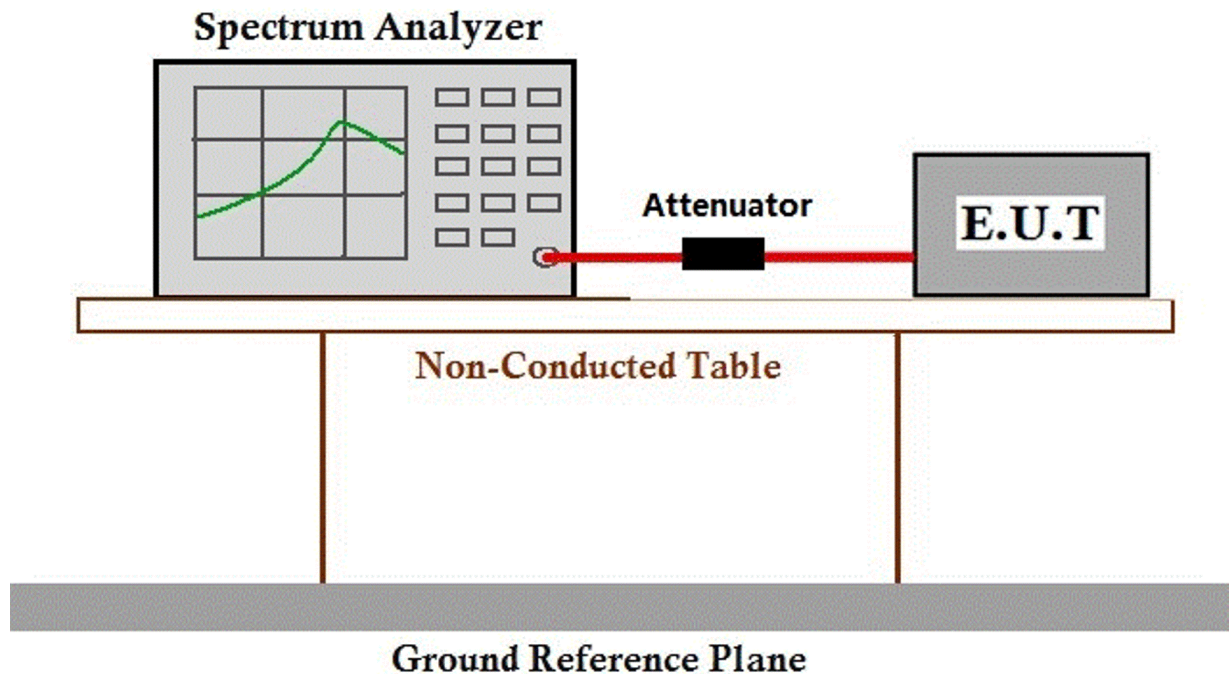 Spectrum Analyzer
Attenuator
E.U.T
Non-Conducted Table
Ground Reference Plane